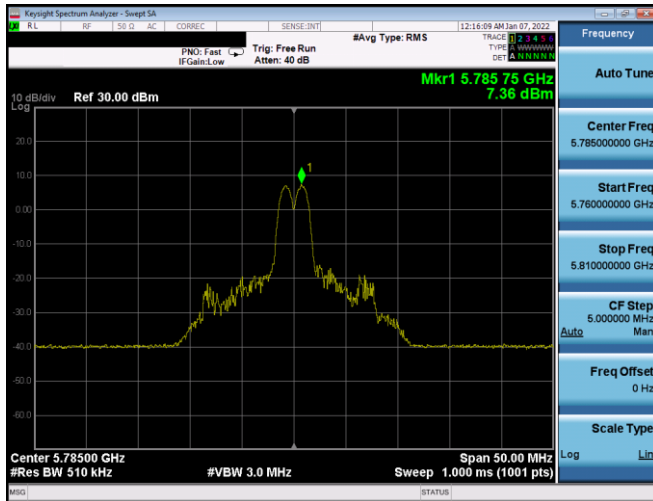 Keysight Spectrum Analyzer - Swept SA
RL RF 50 Ω AC CORREC SENSE:INT 12:16:09 AM Jan 07, 2022
#Avg Type: RMS
TRACE 1 2 3 4 5 6
TYPE A WWWWW
DET A N N N N N
PNO: Fast
IFGain:Low
Trig: Free Run
Atten: 40 dB
Mkr1 5.785 75 GHz
7.36 dBm
10 dB/div
Log
Ref 30.00 dBm
20.0
10.0
0.00
-10.0
-20.0
-30.0
-40.0
-50.0
-60.0
1
Center 5.78500 GHz
#Res BW 510 kHz
#VBW 3.0 MHz
Span 50.00 MHz
Sweep 1.000 ms (1001 pts)
MSG
STATUS
Frequency
Auto Tune
Center Freq
5.785000000 GHz
Start Freq
5.760000000 GHz
Stop Freq
5.810000000 GHz
CF Step
5.000000 MHz
Auto Man
Freq Offset
0 Hz
Scale Type
Log Lin